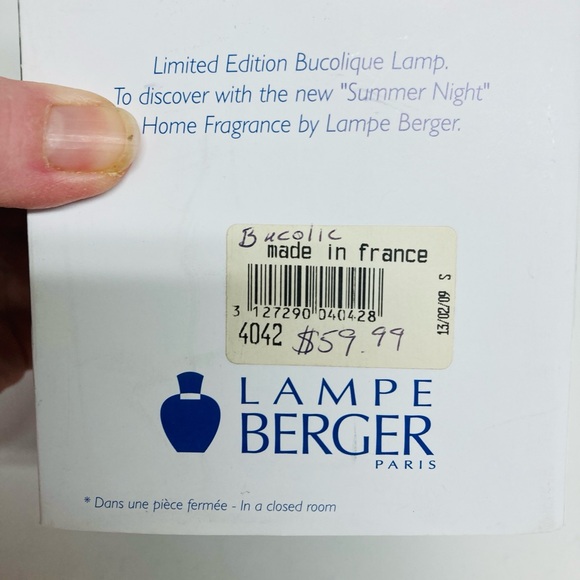 Limited Edition Bucolique Lamp.
To discover with the new "Summer Night"
Home Fragrance by Lampe Berger.
Bucolic
made in france
3 127290 040428
4042 $59.99
13/02/09 S
LAMPE
BERGER
PARIS
* Dans une pièce fermée - In a closed room